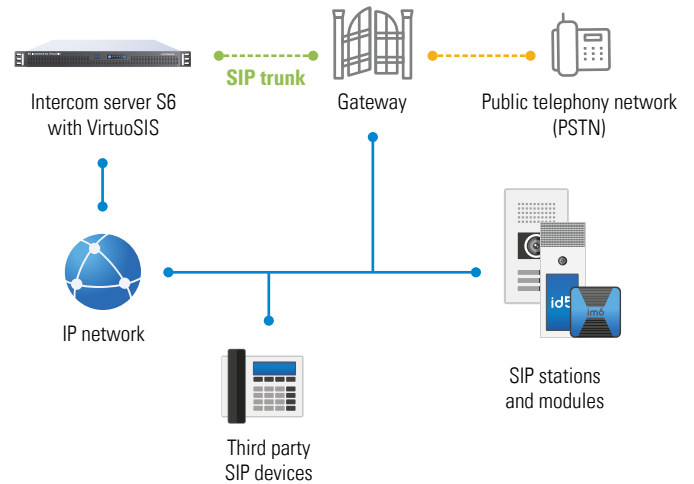 SIP trunk
Intercom server S6
with VirtuoSIS
Gateway
Public telephony network
(PSTN)
IP network
id5
im6
SIP stations
and modules
Third party
SIP devices